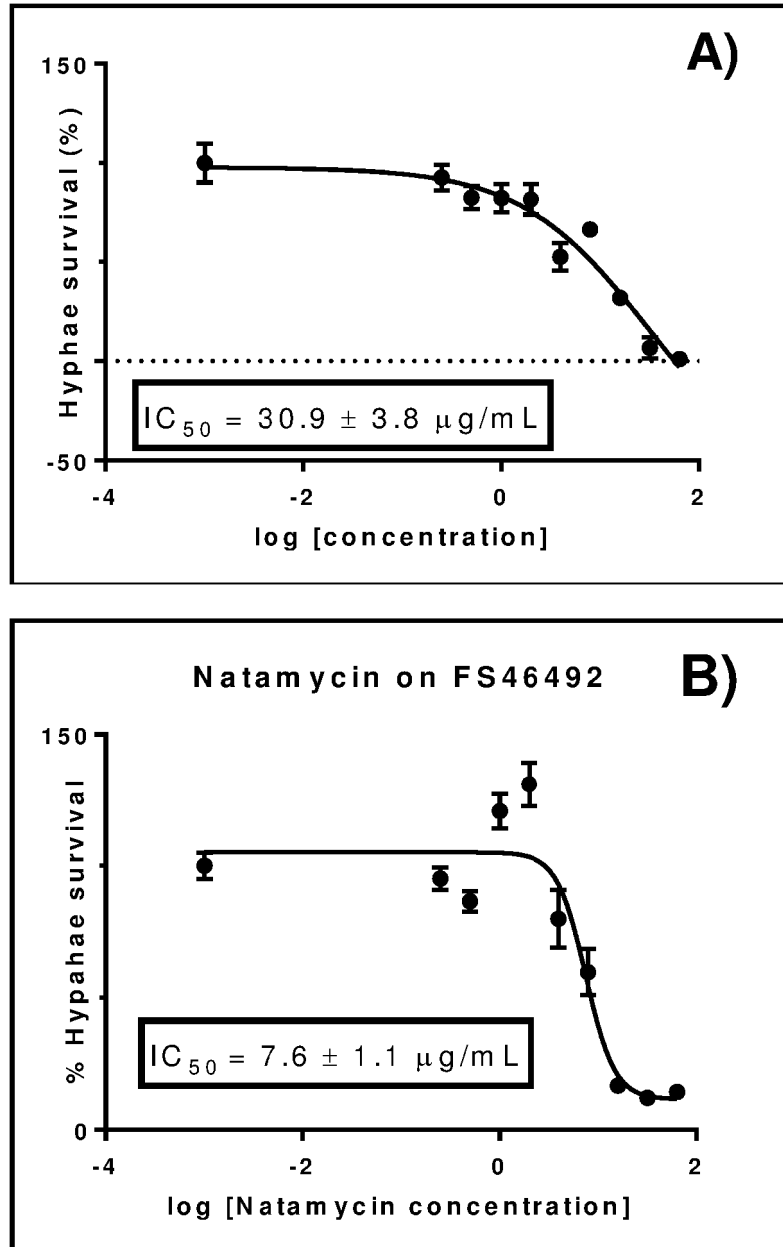 A)
150
Hyphae survival (%)
IC50 = 30.9 ± 3.8 μg/mL
-50
-4 -2 0 2
log [concentration]
B)
Natamycin on FS46492
150
% Hypahae survival
IC50 = 7.6 ± 1.1 μg/mL
0
-4 -2 0 2
log [Natamycin concentration]